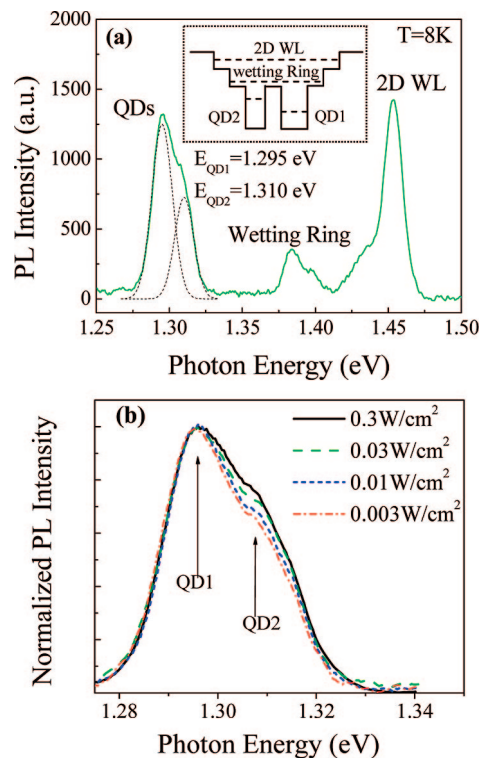 (a)
T=8K
2D WL
wetting Ring
QD2
QD1
QDs
2D WL
E_QD1=1.295 eV
E_QD2=1.310 eV
Wetting Ring
PL Intensity (a.u.)
2000
1500
1000
500
0
1.25 1.30 1.35 1.40 1.45 1.50
Photon Energy (eV)
(b)
0.3W/cm²
0.03W/cm²
0.01W/cm²
0.003W/cm²
QD1
QD2
Normalized PL Intensity
1.28 1.30 1.32 1.34
Photon Energy (eV)